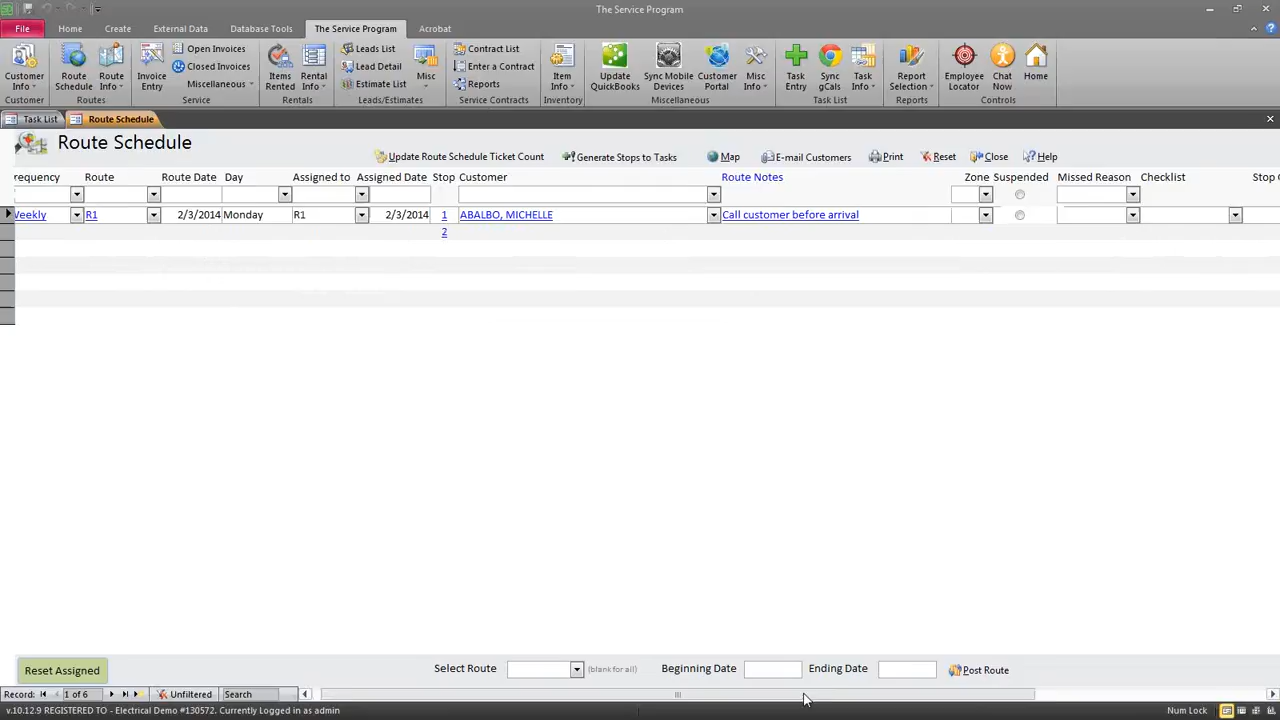 The Service Program
File Home Create External Data Database Tools The Service Program Acrobat
Customer Info Route Schedule Route Info Invoice Entry Open Invoices Closed Invoices Miscellaneous Items Rented Rental Info Leads List Lead Detail Estimate List Misc Contract List Enter a Contract Reports Item Info Update QuickBooks Sync Mobile Devices Customer Portal Misc Info Task Entry Sync gCals Task Info Report Selection Employee Locator Chat Now Home
Customer Routes Service Rentals Leads/Estimates Service Contracts Inventory Miscellaneous Task List Reports Controls
Task List Route Schedule
Route Schedule
Update Route Schedule Ticket Count Generate Stops to Tasks Map E-mail Customers Print Reset Close Help
requency Route Route Date Day Assigned to Assigned Date Stop Customer Route Notes Zone Suspended Missed Reason Checklist Stop
Weekly R1 2/3/2014 Monday R1 2/3/2014 1 ABALBO, MICHELLE Call customer before arrival
2
Reset Assigned Select Route (blank for all) Beginning Date Ending Date Post Route
Record: 1 of 6 Unfiltered Search
v.10.12.9 REGISTERED TO - Electrical Demo #130572. Currently Logged in as admin Num Lock